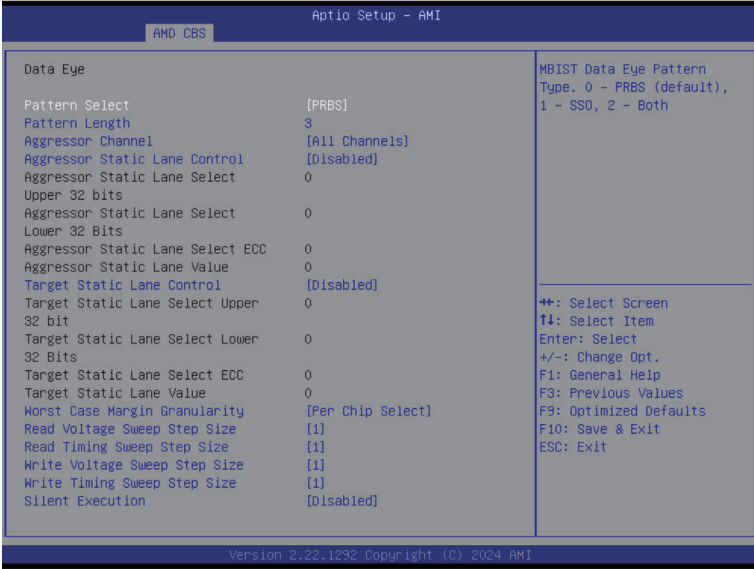 Aptio Setup – AMI
AMD CBS
Data Eye
Pattern Select [PRBS]
Pattern Length 3
Aggressor Channel [All Channels]
Aggressor Static Lane Control [Disabled]
Aggressor Static Lane Select 0
Upper 32 bits
Aggressor Static Lane Select 0
Lower 32 Bits
Aggressor Static Lane Select ECC 0
Aggressor Static Lane Value 0
Target Static Lane Control [Disabled]
Target Static Lane Select Upper 0
32 bit
Target Static Lane Select Lower 0
32 Bits
Target Static Lane Select ECC 0
Target Static Lane Value 0
Worst Case Margin Granularity [Per Chip Select]
Read Voltage Sweep Step Size [1]
Read Timing Sweep Step Size [1]
Write Voltage Sweep Step Size [1]
Write Timing Sweep Step Size [1]
Silent Execution [Disabled]
MBIST Data Eye Pattern
Type. 0 – PRBS (default),
1 – SSO, 2 – Both
→←: Select Screen
↑↓: Select Item
Enter: Select
+/-: Change Opt.
F1: General Help
F3: Previous Values
F9: Optimized Defaults
F10: Save & Exit
ESC: Exit
Version 2.22.1292 Copyright (C) 2024 AMI